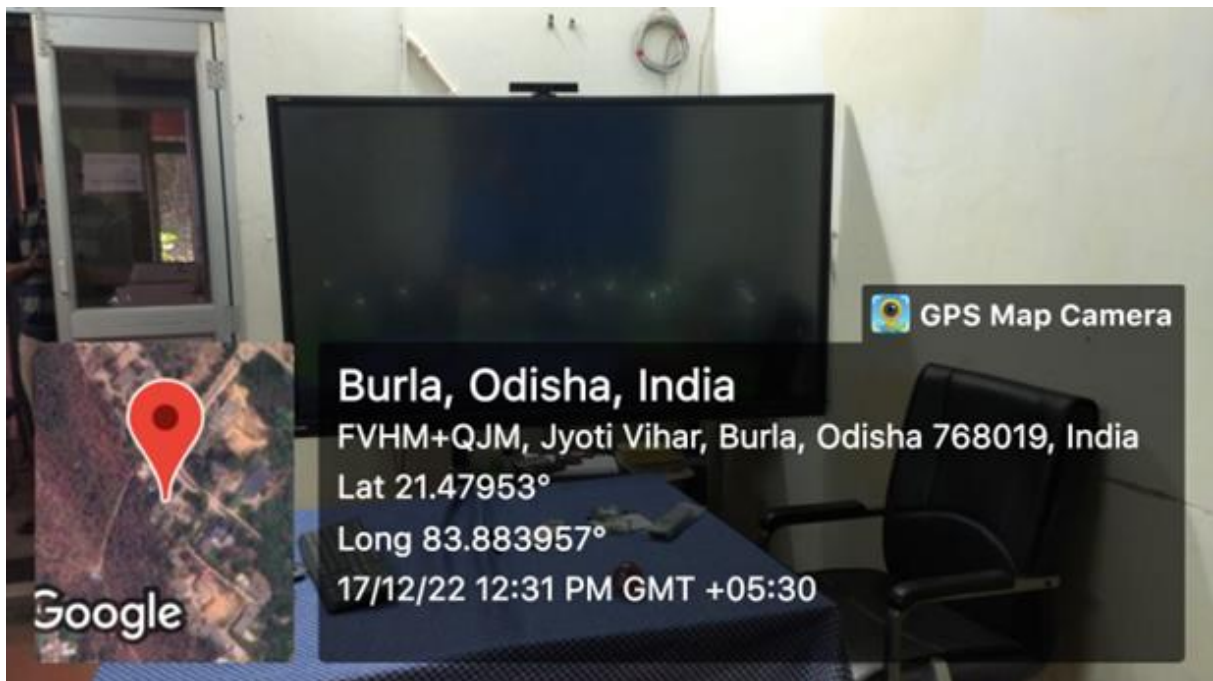 GPS Map Camera
Burla, Odisha, India
FVHM+QJM, Jyoti Vihar, Burla, Odisha 768019, India
Lat 21.47953°
Long 83.883957°
17/12/22 12:31 PM GMT +05:30
Google